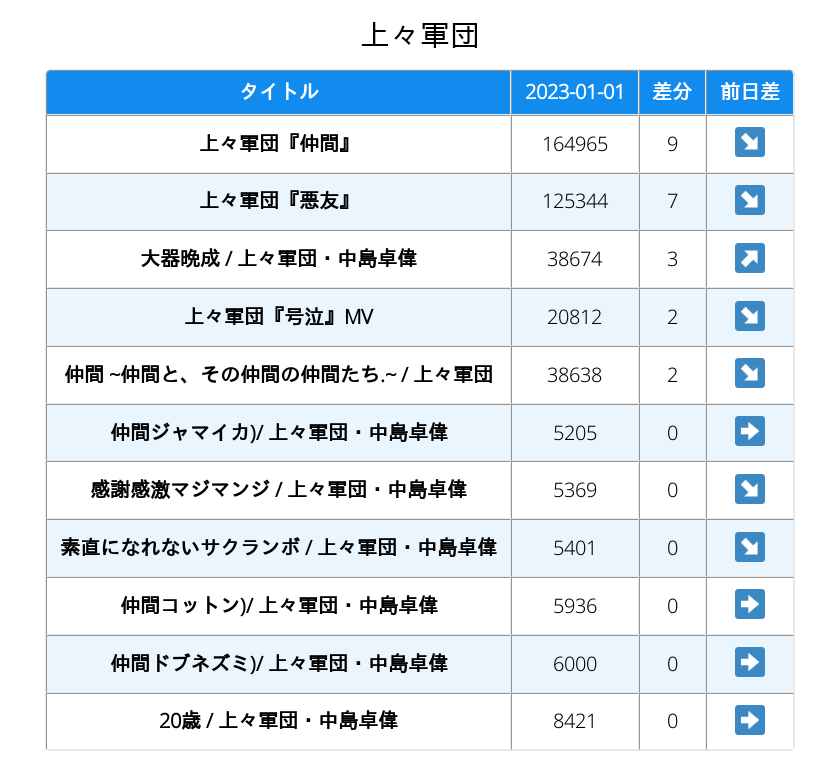 上々軍団
タイトル 2023-01-01 差分 前日差
上々軍団『仲間』 164965 9 ↘
上々軍団『悪友』 125344 7 ↘
大器晩成 / 上々軍団・中島卓偉 38674 3 ↗
上々軍団『号泣』MV 20812 2 ↘
仲間 ~仲間と、その仲間の仲間たち.~ / 上々軍団 38638 2 ↘
仲間ジャマイカ)/ 上々軍団・中島卓偉 5205 0 ➡
感謝感激マジマンジ / 上々軍団・中島卓偉 5369 0 ↘
素直になれないサクランボ / 上々軍団・中島卓偉 5401 0 ↘
仲間コットン)/ 上々軍団・中島卓偉 5936 0 ➡
仲間ドブネズミ)/ 上々軍団・中島卓偉 6000 0 ➡
20歳 / 上々軍団・中島卓偉 8421 0 ➡